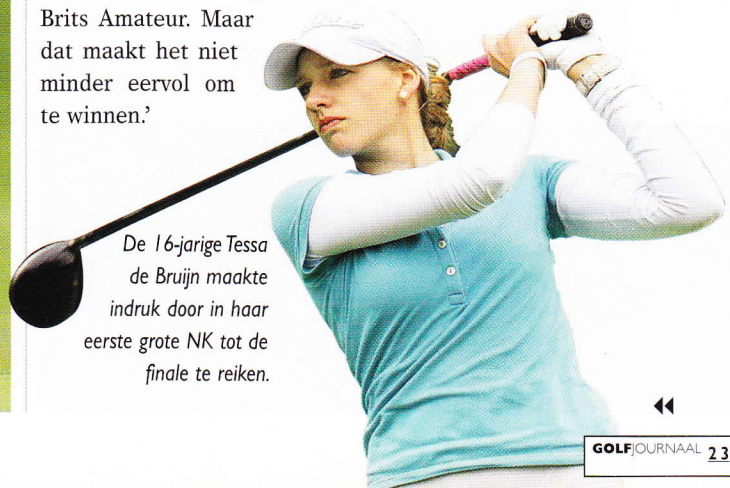 Brits Amateur. Maar
dat maakt het niet
minder eervol om
te winnen.’
De 16-jarige Tessa
de Bruijn maakte
indruk door in haar
eerste grote NK tot de
finale te reiken.
GOLFJOURNAAL 23